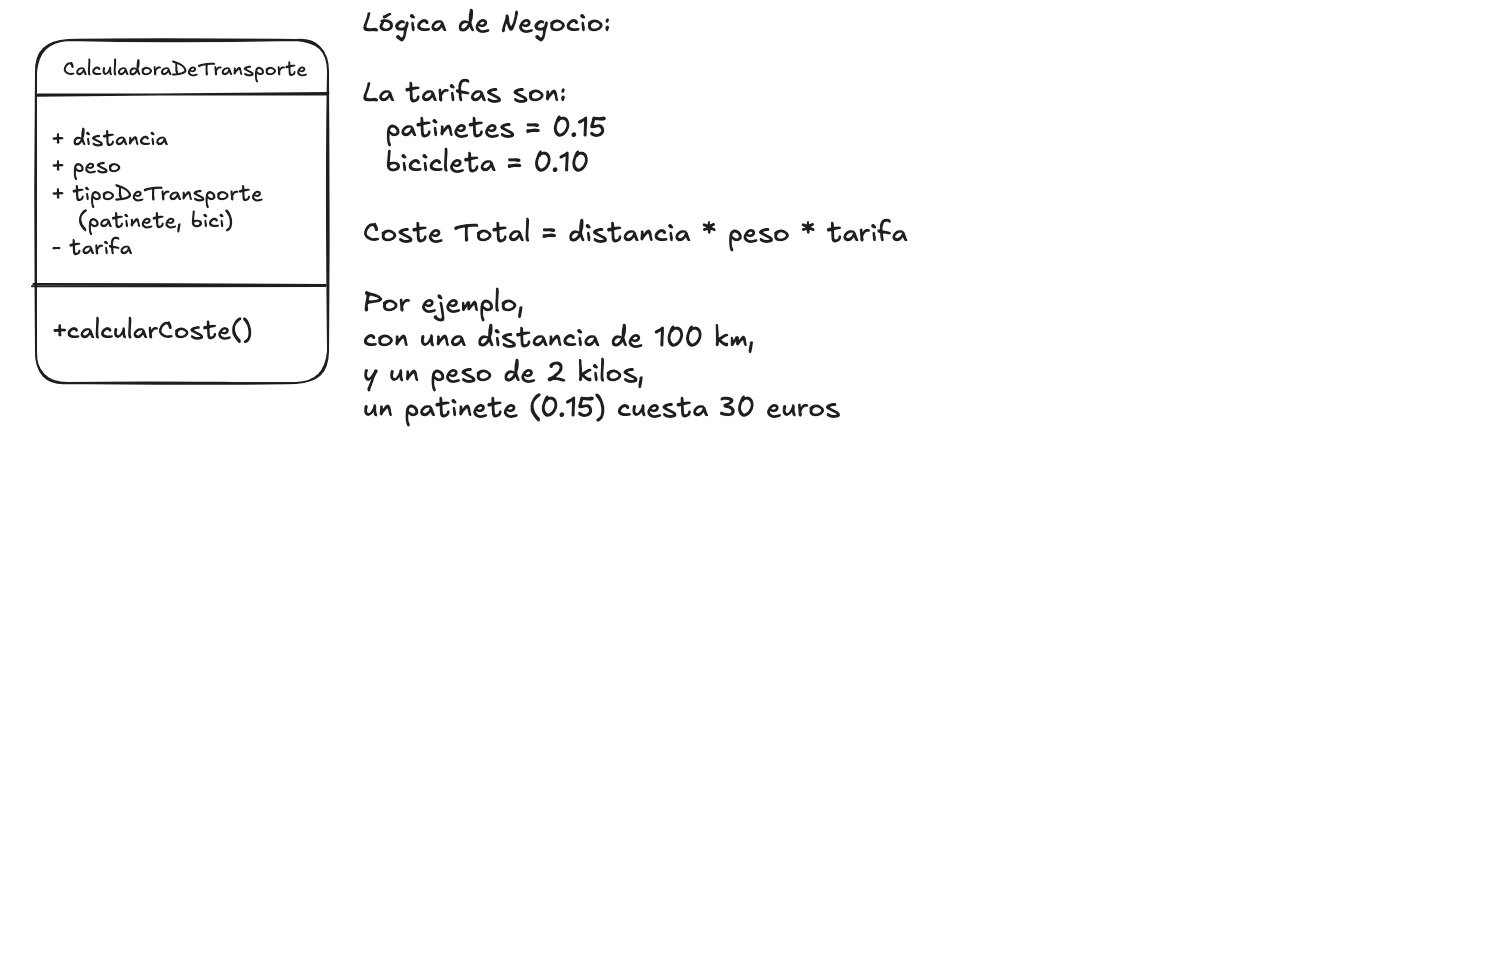 CalculadoraDeTransporte
+ distancia
+ peso
+ tipoDeTransporte
(patinete, bici)
- tarifa
+calcularCoste()
Lógica de Negocio:
La tarifas son:
patinetes = 0.15
bicicleta = 0.10
Coste Total = distancia * peso * tarifa
Por ejemplo,
con una distancia de 100 km,
y un peso de 2 kilos,
un patinete (0.15) cuesta 30 euros